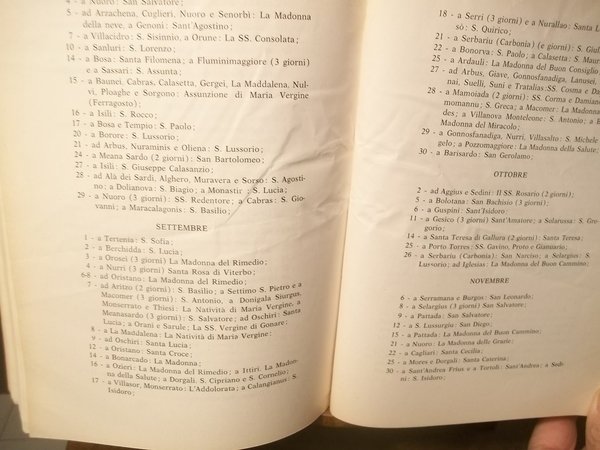 4 - a Nuoro: San Salvatore;
5 - ad Arzachena, Cuglieri, Nuoro e Senorbì: La Madonna
della neve, a Genoni: Sant'Agostino;
7 - a Villacidro: S. Sisinnio, a Orune: La SS. Consolata;
10 - a Sanluri: S. Lorenzo;
14 - a Bosa: Santa Filomena; a Fluminimaggiore (3 giorni)
e a Sassari: S. Assunta;
15 - a Baunei: Cabras, Calasetta, Gergei, La Maddalena, Nul-
vi, Ploaghe e Sorgono: Assunzione di Maria Vergine
(Ferragosto);
16 - a Isili: S. Rocco;
17 - a Bosa e Tempio: S. Paolo;
20 - a Borore: S. Lussorio;
21 - ad Arbus, Nuraminis e Oliena: S. Lussorio;
24 - a Meana Sardo (2 giorni): San Bartolomeo;
27 - a Isili: S. Giuseppe Calasanzio;
28 - ad Alà dei Sardi, Alghero, Muravera e Sorso: S. Agosti-
no, a Dolianova: S. Biagio; a Monastir: S. Lucia;
29 - a Nuoro (3 giorni): SS. Redentore; a Cabras: S. Gio-
vanni; a Maracalagonis: S. Basilio;
SETTEMBRE
1 - a Tertenia: S. Sofia;
2 - a Berchidda: S. Lucia;
3 - a Orosei (3 giorni) La Madonna del Rimedio;
4 - a Nurri (3 giorni) Santa Rosa di Viterbo;
68 - ad Oristano: La Madonna del Rimedio;
7 - ad Aritzo (2 giorni): S. Basilio; a Settimo S. Pietro e a
Macomer (3 giorni): S. Antonio, a Donigala Siurgus,
Monserrato e Thiesi: La Natività di Maria Vergine, a
Meanasardo (3 giorni): S. Salvatore; ad Oschiri: Santa
Lucia; a Orani e Sarule: La SS. Vergine di Gonare;
8 - a La Maddalena: La Natività di Maria Vergine;
9 - ad Oschiri: Santa Lucia;
12 - a Oristano: Santa Croce;
14 - a Bonarcado: La Madonna;
16 - a Ozieri: La Madonna del Rimedio; a Ittiri: La Madon-
na della Salute; a Dorgali: S. Cipriano e S. Cornelio;
17 - a Villasor, Monserrato: L'Addolorata; a Calangianus: S.
Isidoro;
18 - a Serri (3 giorni) e a Nurallao: Santa
sò: S. Quirico;
21 - a Serbariu (Carbonia) (e giorni): S. Giu
22 - a Bonorva: S. Paolo, a Calasetta: S. Maur
25 - a Ardauli: La Madonna del Buon Consiglio
27 - ad Arbus, Giave, Gonnosfanadiga, Lanusei,
nai, Suelli, Suni e Tratalias: SS. Cosma e Da
28 - a Mamoiada (2 giorni): SS. Corma e Damian
momannu; S. Greca; a Macomer: La Madonn
des; a Villanova Monteleone: S. Antonio; a B
Madonna del Miracolo;
29 - a Gonnosfanadiga, Nurri, Villasalto: S. Michele
gelo; a Pozzomaggiore: La Madonna della Salute;
30 - a Barisardo: San Gerolamo;
OTTOBRE
2 - ad Aggius e Sedini: Il SS. Rosario (2 giorni);
5 - a Bolotana: San Bachisio (3 giorni);
6 - a Guspini: Sant'Isidoro;
11 - a Gesico (3 giorni): Sant'Amatore; a Solarussa: S. Gre-
gorio;
14 - a Santa Teresa di Gallura (2 giorni): Santa Teresa;
25 - a Porto Torres: SS. Gavino, Proto e Gianuario;
26 - a Serbariu (Carbonia): San Narciso; a Selargius: S.
Lussorio; ad Iglesias: La Madonna del Buon Cammino;
NOVEMBRE
6 - a Serramana e Burgos: San Leonardo;
8 - a Selargius (3 giorni): San Salvatore;
9 - a Pattada: San Salvatore;
12 - a S. Lussurgiu: San Diego;
15 - a Pattada: La Madonna del Buon Cammino;
21 - a Nuoro: La Madonna delle Grazie;
22 - a Cagliari: Santa Cecilia;
25 - a Mores e Dorgali: Santa Caterina;
30 - a Sant'Andrea Frius e a Tortolì: Sant'Andrea; a Sedi-
ni: S. Isidoro;